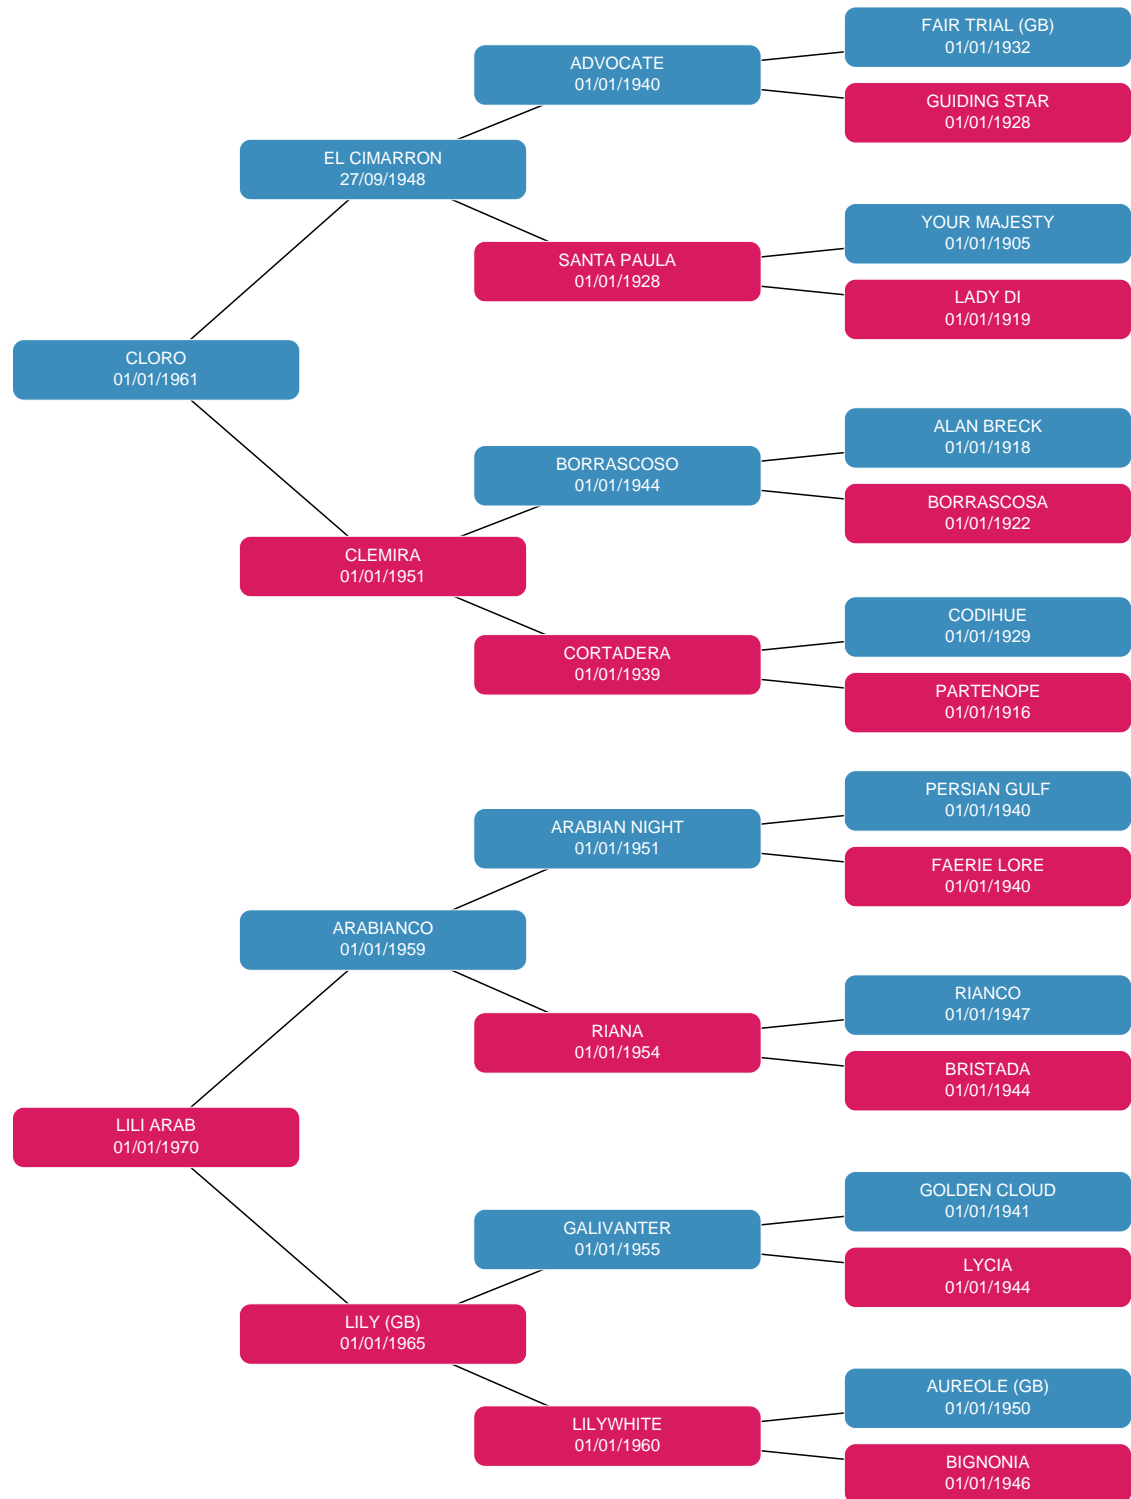 FAIR TRIAL (GB)
01/01/1932
ADVOCATE
01/01/1940
GUIDING STAR
01/01/1928
EL CIMARRON
27/09/1948
YOUR MAJESTY
01/01/1905
SANTA PAULA
01/01/1928
LADY DI
01/01/1919
CLORO
01/01/1961
ALAN BRECK
01/01/1918
BORRASCOSO
01/01/1944
BORRASCOSA
01/01/1922
CLEMIRA
01/01/1951
CODIHUE
01/01/1929
CORTADERA
01/01/1939
PARTENOPE
01/01/1916
PERSIAN GULF
01/01/1940
ARABIAN NIGHT
01/01/1951
FAERIE LORE
01/01/1940
ARABIANCO
01/01/1959
RIANCO
01/01/1947
RIANA
01/01/1954
BRISTADA
01/01/1944
LILI ARAB
01/01/1970
GOLDEN CLOUD
01/01/1941
GALIVANTER
01/01/1955
LYCIA
01/01/1944
LILY (GB)
01/01/1965
AUREOLE (GB)
01/01/1950
LILYWHITE
01/01/1960
BIGNONIA
01/01/1946